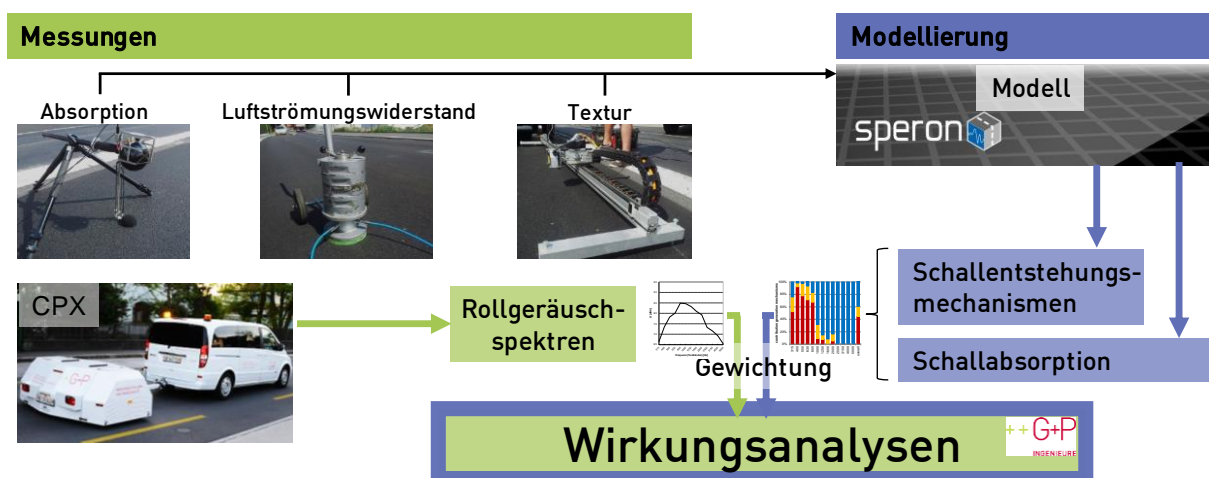 Messungen
Modellierung
Absorption
Luftströmungswiderstand
Textur
Modell
speron
CPX
G+P
Rollgeräusch-
spektren
Gewichtung
Schallentstehungs-
mechanismen
Schallabsorption
Wirkungsanalysen
++G+P
INGENIEURE